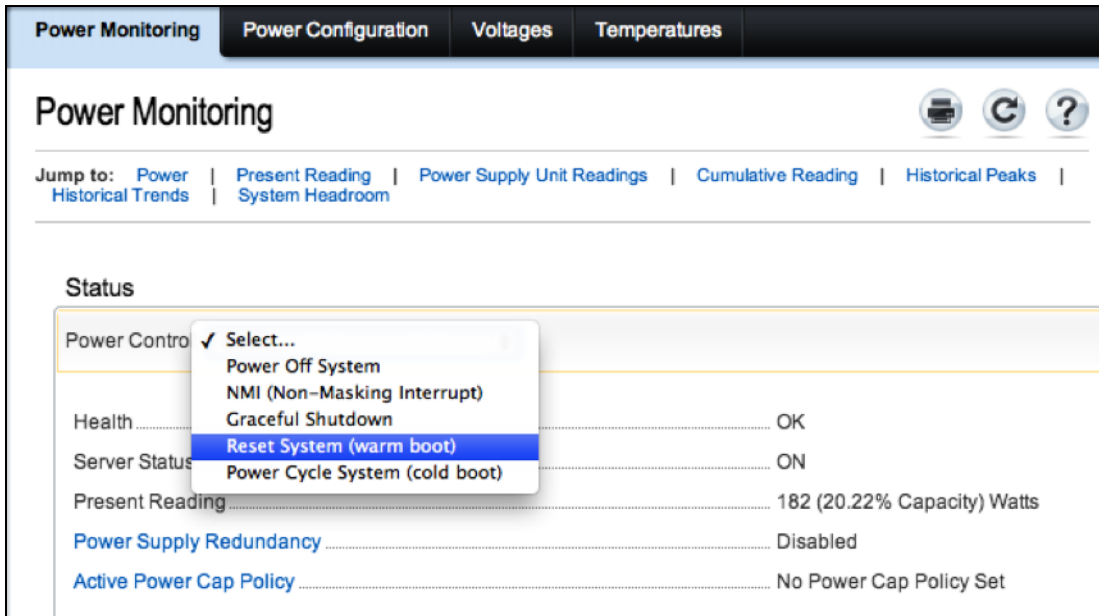 Power Monitoring Power Configuration Voltages Temperatures
Power Monitoring ?
Jump to: Power | Present Reading | Power Supply Unit Readings | Cumulative Reading | Historical Peaks |
Historical Trends | System Headroom
Status
Power Control ✓ Select...
Power Off System
NMI (Non-Masking Interrupt)
Graceful Shutdown
Reset System (warm boot)
Power Cycle System (cold boot)
Health OK
Server Status ON
Present Reading 182 (20.22% Capacity) Watts
Power Supply Redundancy Disabled
Active Power Cap Policy No Power Cap Policy Set